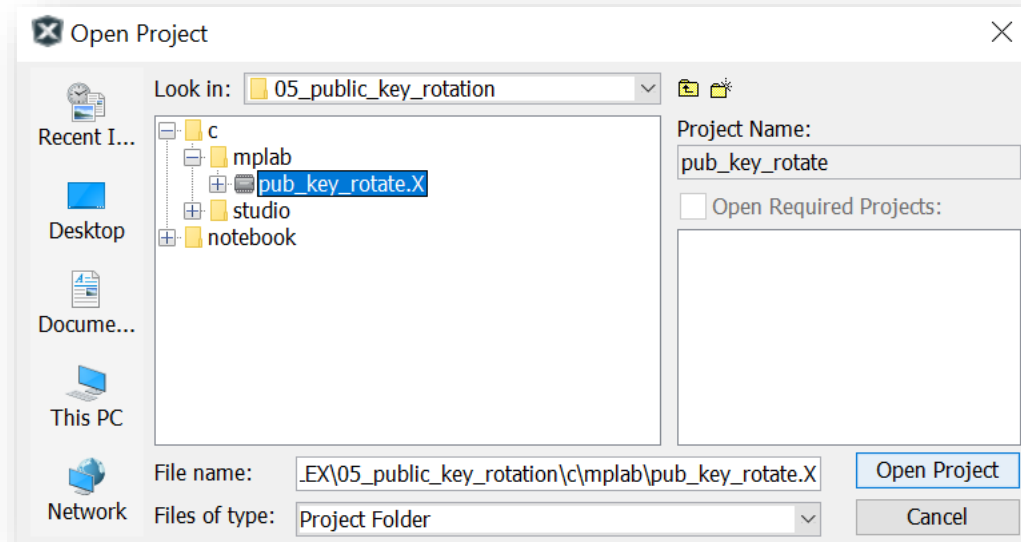 Open Project
Look in: 05_public_key_rotation
Recent I...
Desktop
Docume...
This PC
Network
c
mplab
pub_key_rotate.X
studio
notebook
Project Name:
pub_key_rotate
Open Required Projects:
File name: .EX\05_public_key_rotation\c\mplab\pub_key_rotate.X
Open Project
Files of type: Project Folder
Cancel